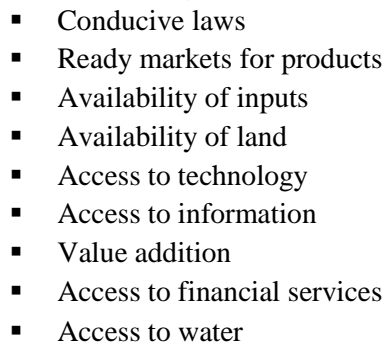 ▪ Conducive laws
▪ Ready markets for products
▪ Availability of inputs
▪ Availability of land
▪ Access to technology
▪ Access to information
▪ Value addition
▪ Access to financial services
▪ Access to water